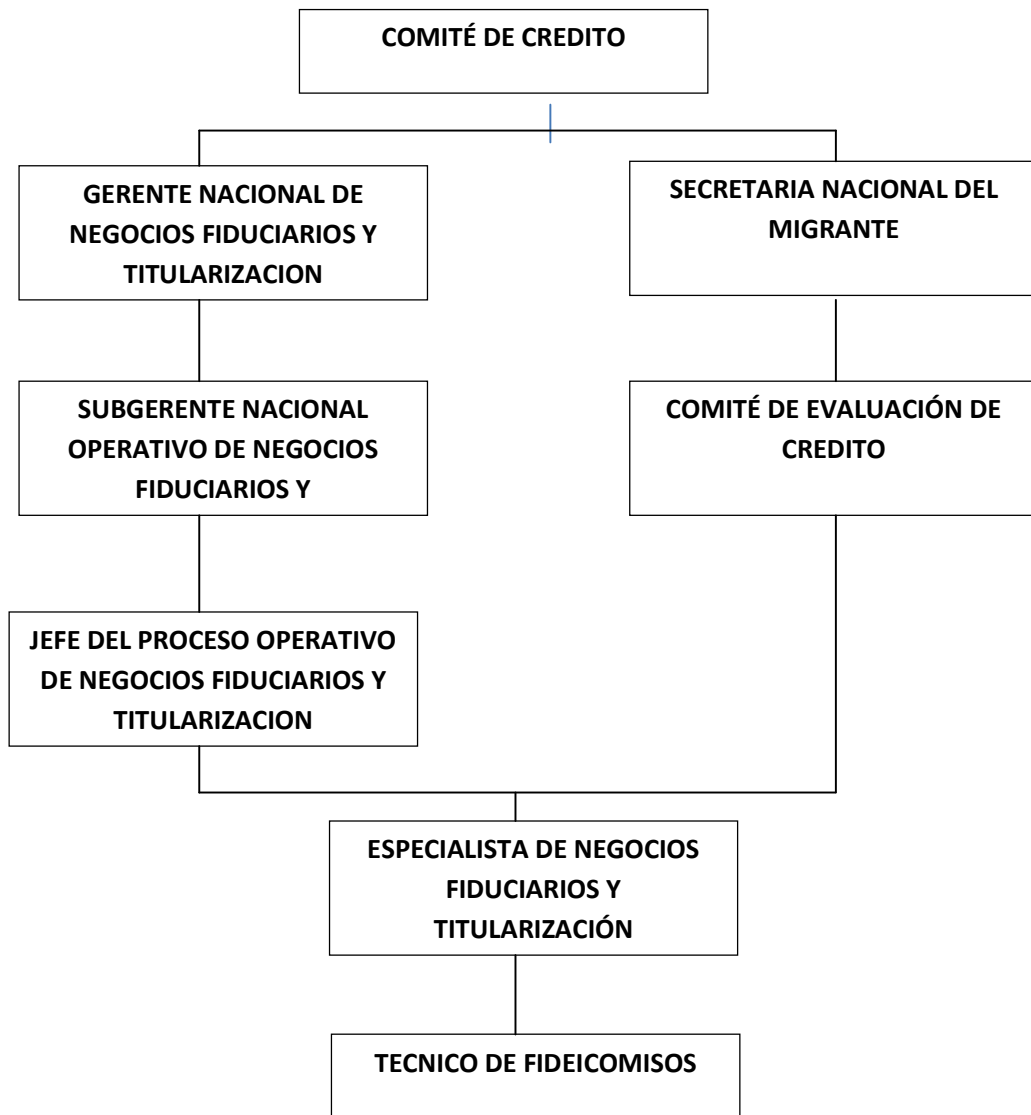 COMITÉ DE CREDITO
GERENTE NACIONAL DE
NEGOCIOS FIDUCIARIOS Y
TITULARIZACION
SECRETARIA NACIONAL DEL
MIGRANTE
SUBGERENTE NACIONAL
OPERATIVO DE NEGOCIOS
FIDUCIARIOS Y
COMITÉ DE EVALUACIÓN DE
CREDITO
JEFE DEL PROCESO OPERATIVO
DE NEGOCIOS FIDUCIARIOS Y
TITULARIZACION
ESPECIALISTA DE NEGOCIOS
FIDUCIARIOS Y
TITULARIZACIÓN
TECNICO DE FIDEICOMISOS